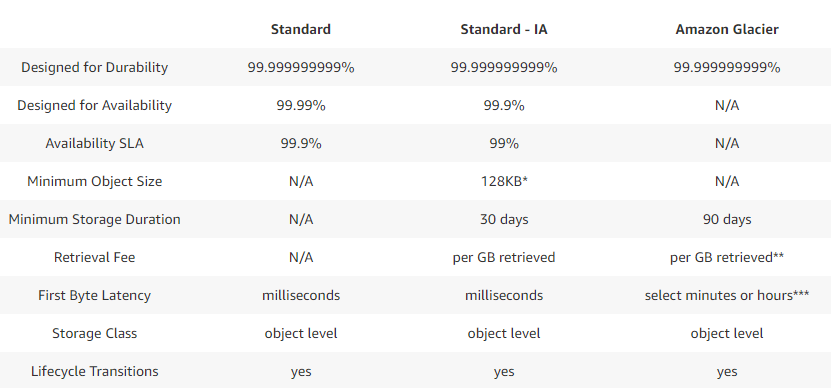 Standard Standard - IA Amazon Glacier
Designed for Durability 99.999999999% 99.999999999% 99.999999999%
Designed for Availability 99.99% 99.9% N/A
Availability SLA 99.9% 99% N/A
Minimum Object Size N/A 128KB* N/A
Minimum Storage Duration N/A 30 days 90 days
Retrieval Fee N/A per GB retrieved per GB retrieved**
First Byte Latency milliseconds milliseconds select minutes or hours***
Storage Class object level object level object level
Lifecycle Transitions yes yes yes